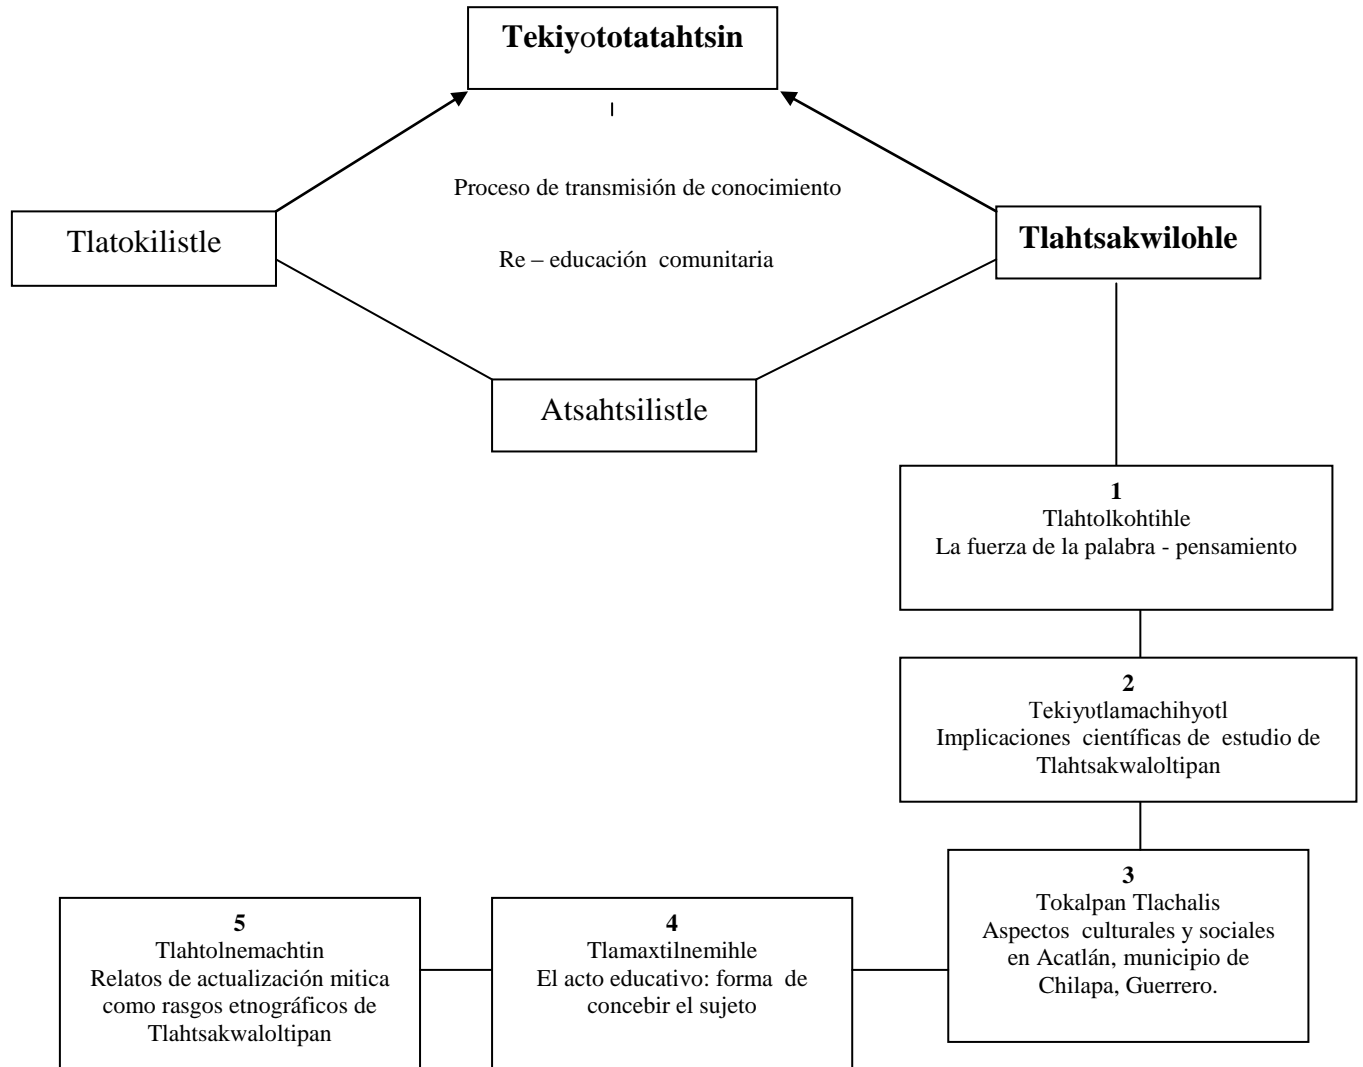 Tekiyototatahtsin
Proceso de transmisión de conocimiento
Tlatokilistle
Tlahtsakwilohle
Re – educación comunitaria
Atsahtsilistle
1
Tlahtolkohtihle
La fuerza de la palabra - pensamiento
2
Tekiyʋtlamachihyotl
Implicaciones científicas de estudio de
Tlahtsakwaloltipan
3
Tokalpan Tlachalis
Aspectos culturales y sociales
en Acatlán, municipio de
Chilapa, Guerrero.
4
Tlamaxtilnemihle
El acto educativo: forma de
concebir el sujeto
5
Tlahtolnemachtin
Relatos de actualización mitica
como rasgos etnográficos de
Tlahtsakwaloltipan